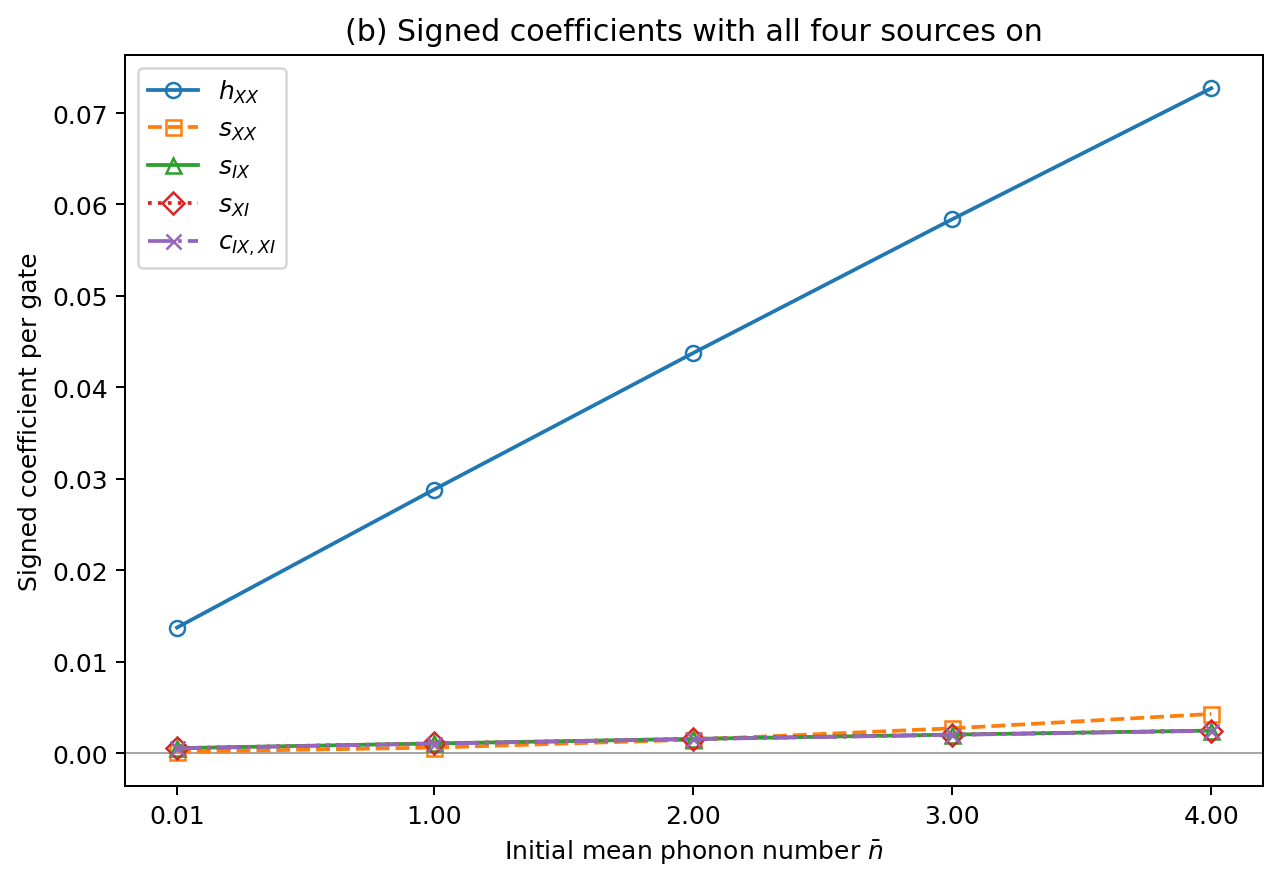 (b) Signed coefficients with all four sources on
h_XX
s_XX
s_IX
s_XI
c_IX,XI
Signed coefficient per gate
0.07
0.06
0.05
0.04
0.03
0.02
0.01
0.00
0.01
1.00
2.00
3.00
4.00
Initial mean phonon number n̄